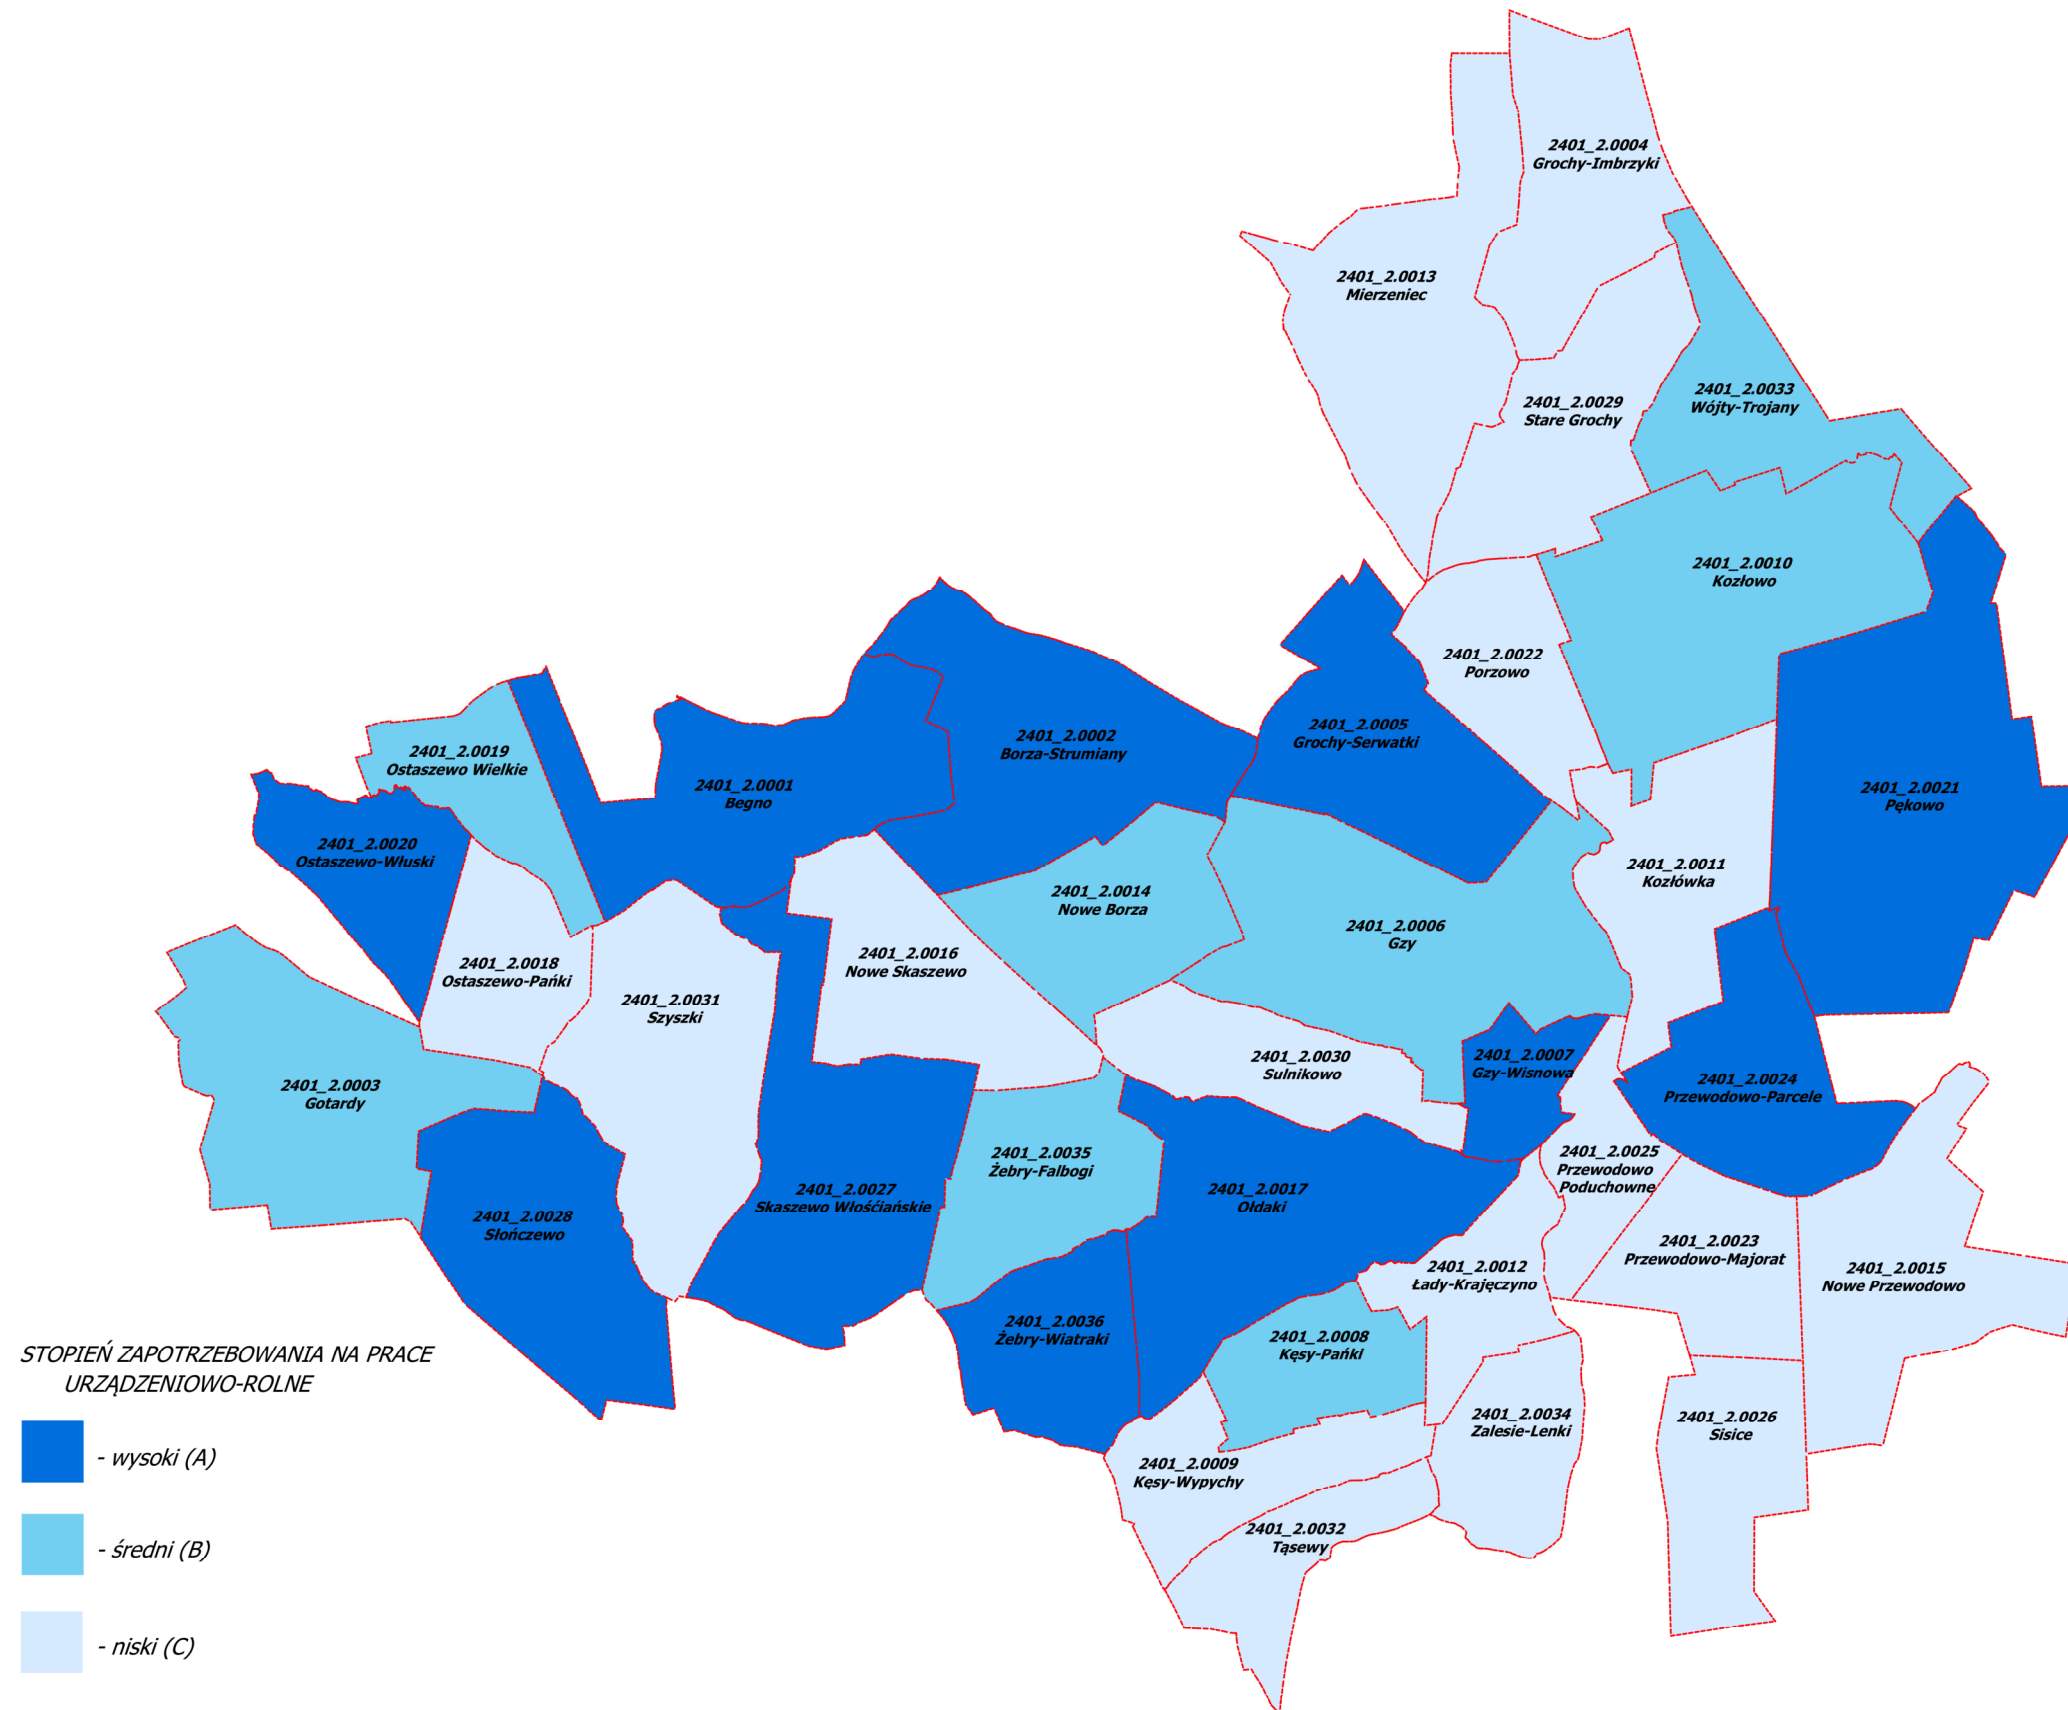 2401_2.0004
Grochy-Imbrzyki
2401_2.0013
Mierzeniec
2401_2.0033
Wójty-Trojany
2401_2.0029
Stare Grochy
2401_2.0010
Kozłowo
2401_2.0022
Porzowo
2401_2.0005
Grochy-Serwatki
2401_2.0002
Borza-Strumiany
2401_2.0019
Ostaszewo Wielkie
2401_2.0001
Begno
2401_2.0021
Pękowo
2401_2.0020
Ostaszewo-Włuski
2401_2.0011
Kozłówka
2401_2.0014
Nowe Borza
2401_2.0006
Gzy
2401_2.0016
Nowe Skaszewo
2401_2.0018
Ostaszewo-Pańki
2401_2.0031
Szyszki
2401_2.0030
Sulnikowo
2401_2.0007
Gzy-Wisnowa
2401_2.0003
Gotardy
2401_2.0024
Przewodowo-Parcele
2401_2.0035
Żebry-Falbogi
2401_2.0025
Przewodowo
Poduchowne
2401_2.0027
Skaszewo Włośćiańskie
2401_2.0017
Ołdaki
2401_2.0028
Słończewo
2401_2.0023
Przewodowo-Majorat
2401_2.0012
Łady-Krajęczyno
2401_2.0015
Nowe Przewodowo
2401_2.0036
Żebry-Wiatraki
2401_2.0008
Kęsy-Pańki
2401_2.0034
Zalesie-Lenki
2401_2.0026
Sisice
2401_2.0009
Kęsy-Wypychy
2401_2.0032
Tąsewy
STOPIEŃ ZAPOTRZEBOWANIA NA PRACE
URZĄDZENIOWO-ROLNE
- wysoki (A)
- średni (B)
- niski (C)